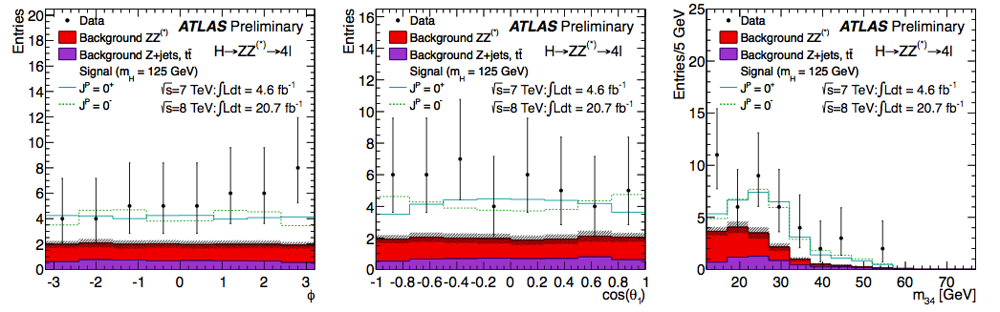 Entries
20
18
16
14
12
10
8
6
4
2
0
ATLAS Preliminary
Data
Background ZZ(*)
Background Z+jets, tt̄
H→ZZ(*)→4l
Signal (mH = 125 GeV)
JP = 0+
√s=7 TeV:∫Ldt = 4.6 fb-1
JP = 0-
√s=8 TeV:∫Ldt = 20.7 fb-1
-3 -2 -1 0 1 2 3
ϕ
Entries
16
14
12
10
8
6
4
2
0
ATLAS Preliminary
Data
Background ZZ(*)
Background Z+jets, tt̄
H→ZZ(*)→4l
Signal (mH = 125 GeV)
JP = 0+
√s=7 TeV:∫Ldt = 4.6 fb-1
JP = 0-
√s=8 TeV:∫Ldt = 20.7 fb-1
-1 -0.8 -0.6 -0.4 -0.2 0 0.2 0.4 0.6 0.8 1
cos(θ1)
Entries/5 GeV
25
20
15
10
5
0
ATLAS Preliminary
Data
Background ZZ(*)
Background Z+jets, tt̄
H→ZZ(*)→4l
Signal (mH = 125 GeV)
JP = 0+
√s=7 TeV:∫Ldt = 4.6 fb-1
JP = 0-
√s=8 TeV:∫Ldt = 20.7 fb-1
20 30 40 50 60 70
m34 [GeV]